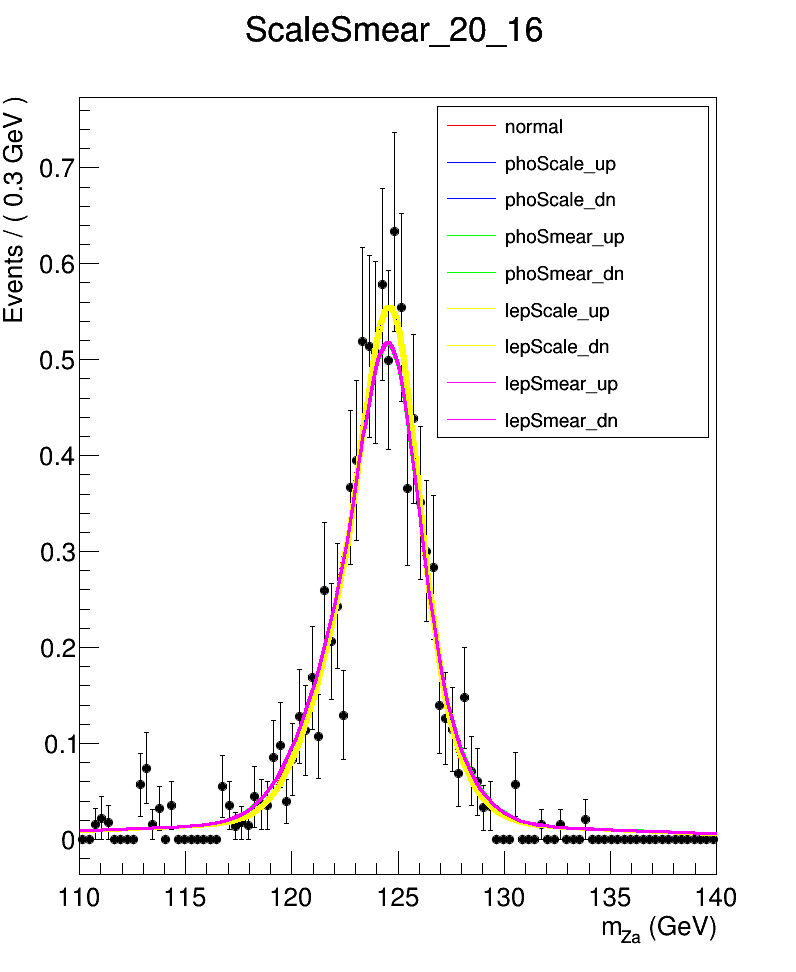 ScaleSmear_20_16
Events / ( 0.3 GeV )
0.7
0.6
0.5
0.4
0.3
0.2
0.1
0
normal
phoScale_up
phoScale_dn
phoSmear_up
phoSmear_dn
lepScale_up
lepScale_dn
lepSmear_up
lepSmear_dn
110 115 120 125 130 135 140
m_Za (GeV)